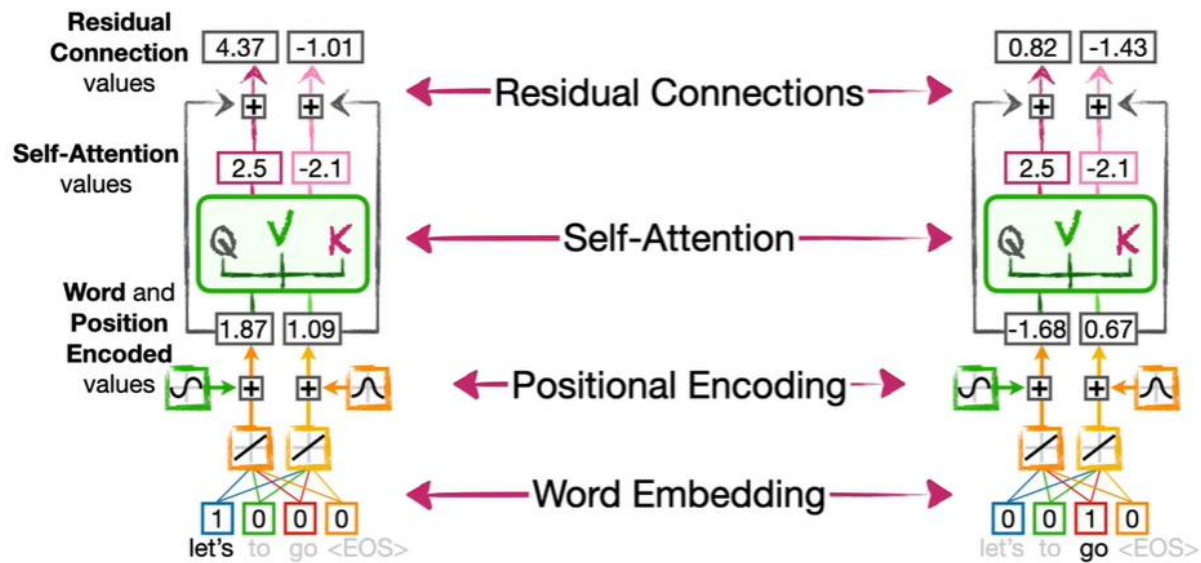 Residual
Connection
values
4.37 -1.01
+ +
Residual Connections
0.82 -1.43
+ +
Self-Attention
values
2.5 -2.1
2.5 -2.1
Q V K
Self-Attention
Q V K
Word and
Position
Encoded
values
1.87 1.09
-1.68 0.67
+ +
Positional Encoding
+ +
Word Embedding
1 0 0 0
let's to go <EOS>
0 0 1 0
let's to go <EOS>